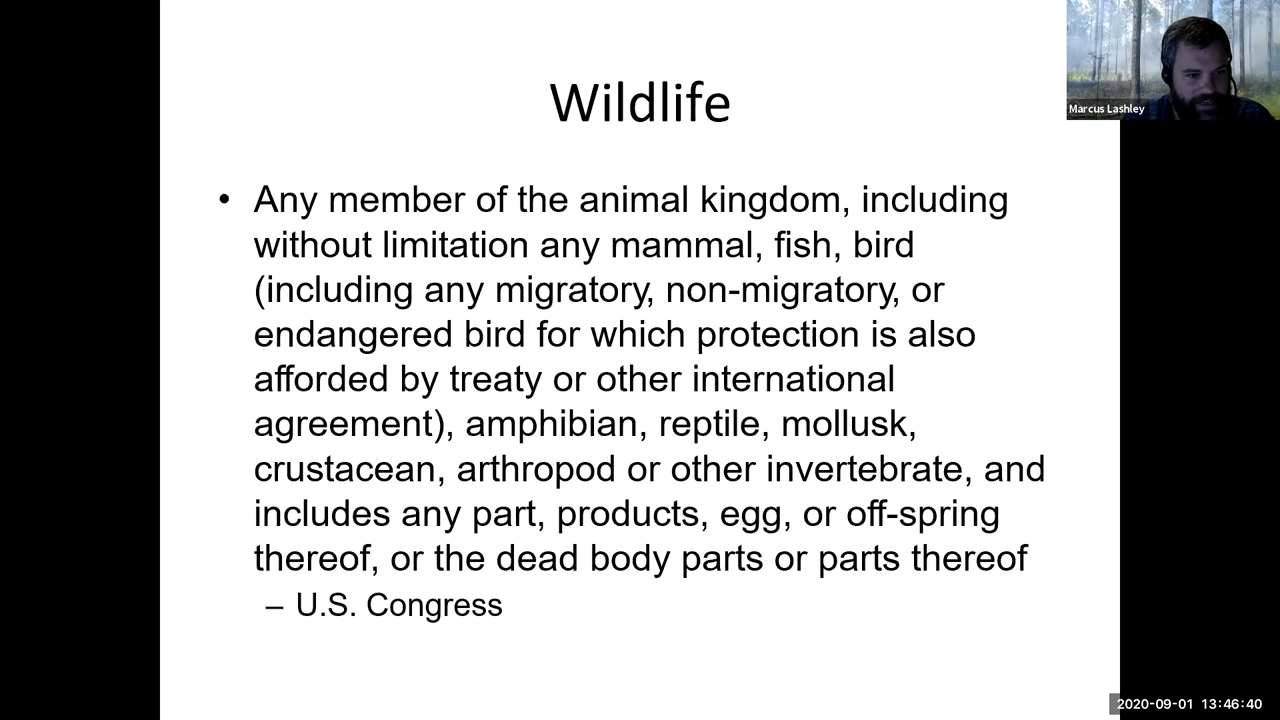 Wildlife
Marcus Lashley
• Any member of the animal kingdom, including
without limitation any mammal, fish, bird
(including any migratory, non-migratory, or
endangered bird for which protection is also
afforded by treaty or other international
agreement), amphibian, reptile, mollusk,
crustacean, arthropod or other invertebrate, and
includes any part, products, egg, or off-spring
thereof, or the dead body parts or parts thereof
– U.S. Congress
2020-09-01 13:46:40